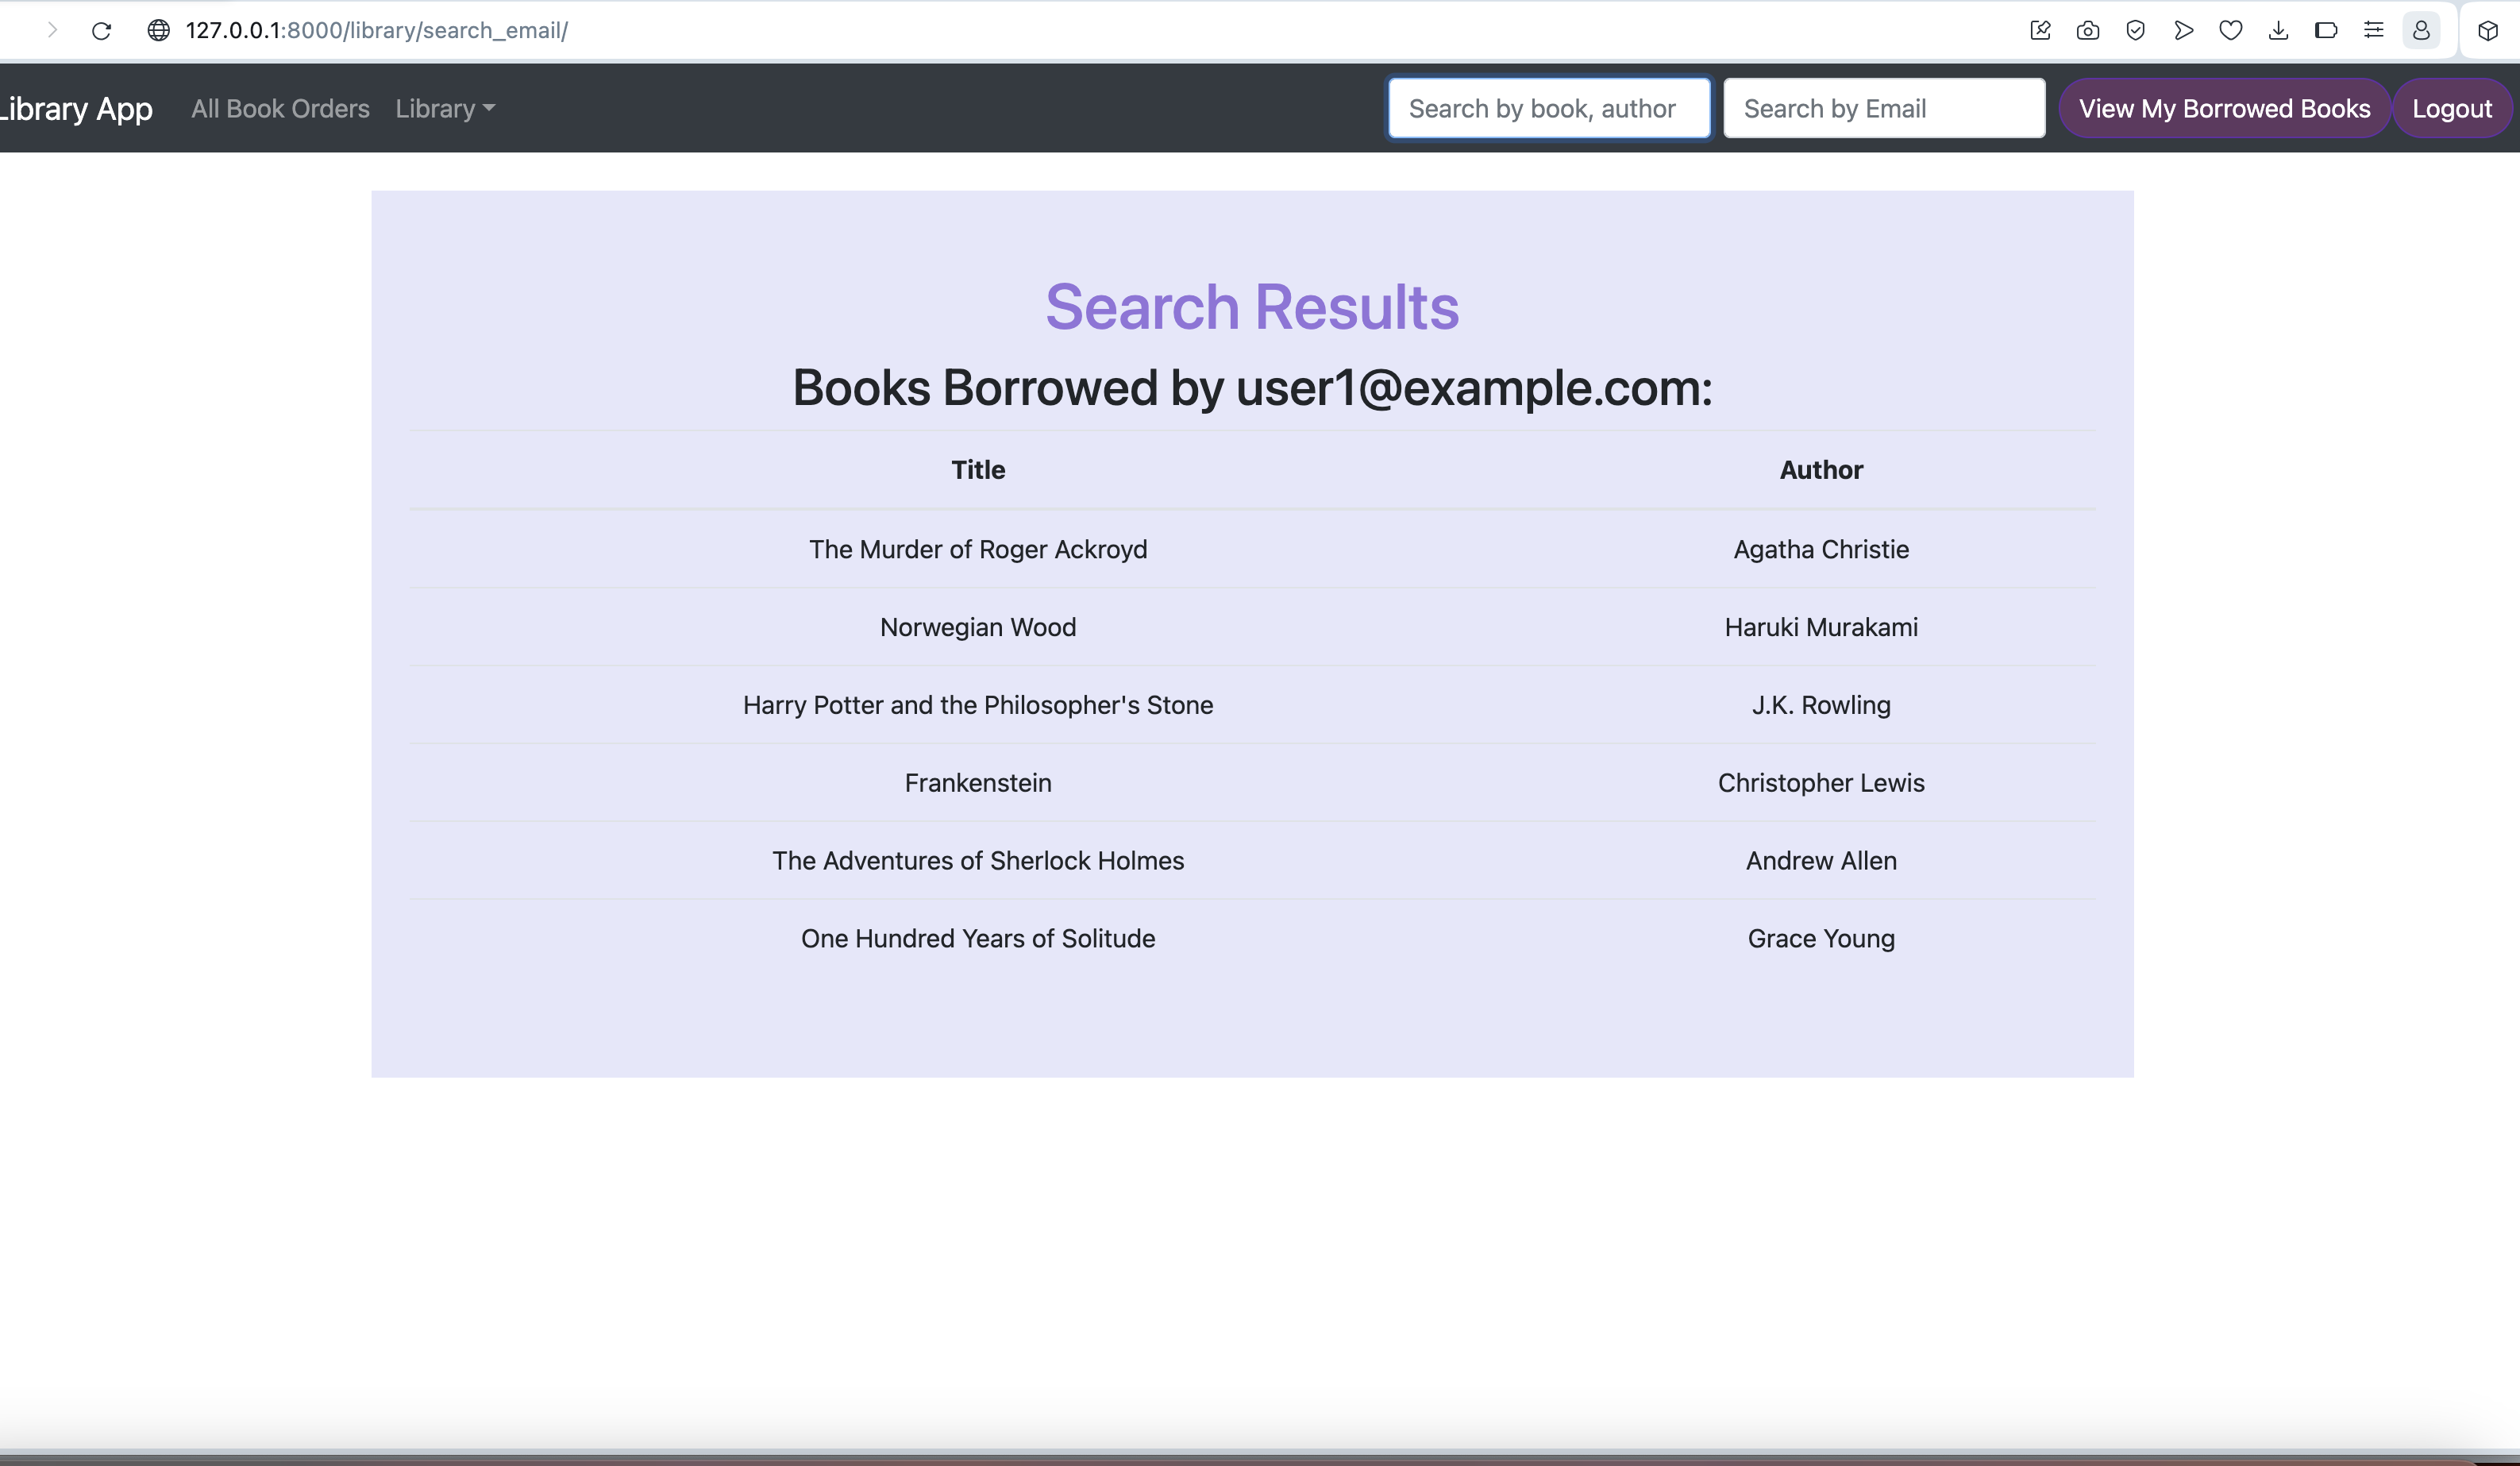 127.0.0.1:8000/library/search_email/
Library App All Book Orders Library Search by book, author Search by Email View My Borrowed Books Logout
Search Results
Books Borrowed by user1@example.com:
Title Author
The Murder of Roger Ackroyd Agatha Christie
Norwegian Wood Haruki Murakami
Harry Potter and the Philosopher's Stone J.K. Rowling
Frankenstein Christopher Lewis
The Adventures of Sherlock Holmes Andrew Allen
One Hundred Years of Solitude Grace Young